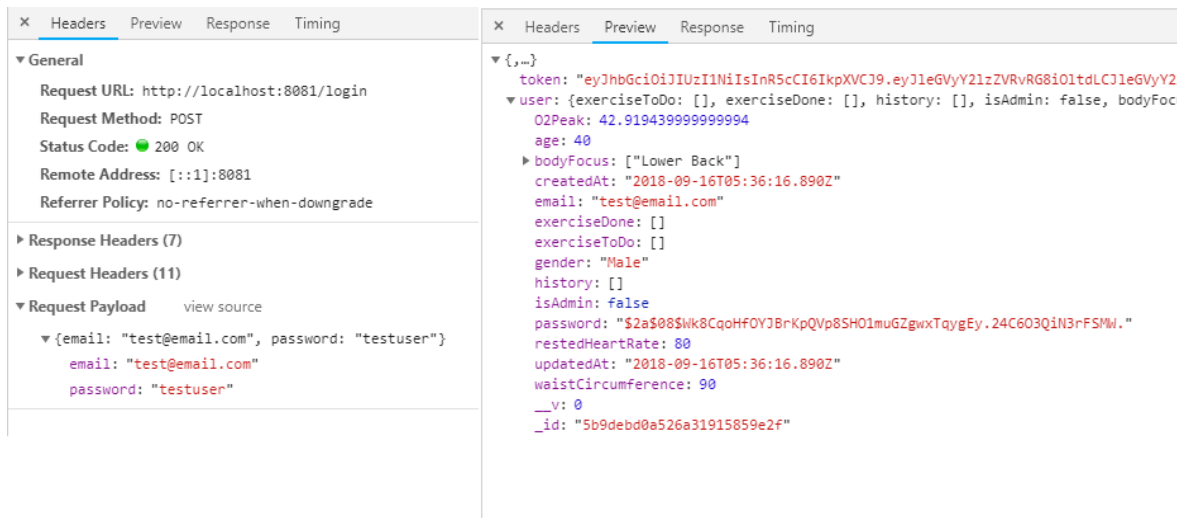 × Headers Preview Response Timing
▼ General
Request URL: http://localhost:8081/login
Request Method: POST
Status Code: 200 OK
Remote Address: [::1]:8081
Referrer Policy: no-referrer-when-downgrade
▶ Response Headers (7)
▶ Request Headers (11)
▼ Request Payload view source
▼ {email: "test@email.com", password: "testuser"}
email: "test@email.com"
password: "testuser"
× Headers Preview Response Timing
▼ {,…}
token: "eyJhbGciOiJIUzI1NiIsInR5cCI6IkpXVCJ9.eyJleGVyY2lzZVRvRG8iOltdLCJleGVyY2
▼ user: {exerciseToDo: [], exerciseDone: [], history: [], isAdmin: false, bodyFoc
O2Peak: 42.919439999999994
age: 40
▶ bodyFocus: ["Lower Back"]
createdAt: "2018-09-16T05:36:16.890Z"
email: "test@email.com"
exerciseDone: []
exerciseToDo: []
gender: "Male"
history: []
isAdmin: false
password: "$2a$08$Wk8CqoHfOYJBrKpQVp8SHO1muGZgwxTqygEy.24C6O3QiN3rFSMW."
restedHeartRate: 80
updatedAt: "2018-09-16T05:36:16.890Z"
waistCircumference: 90
__v: 0
_id: "5b9debd0a526a31915859e2f"